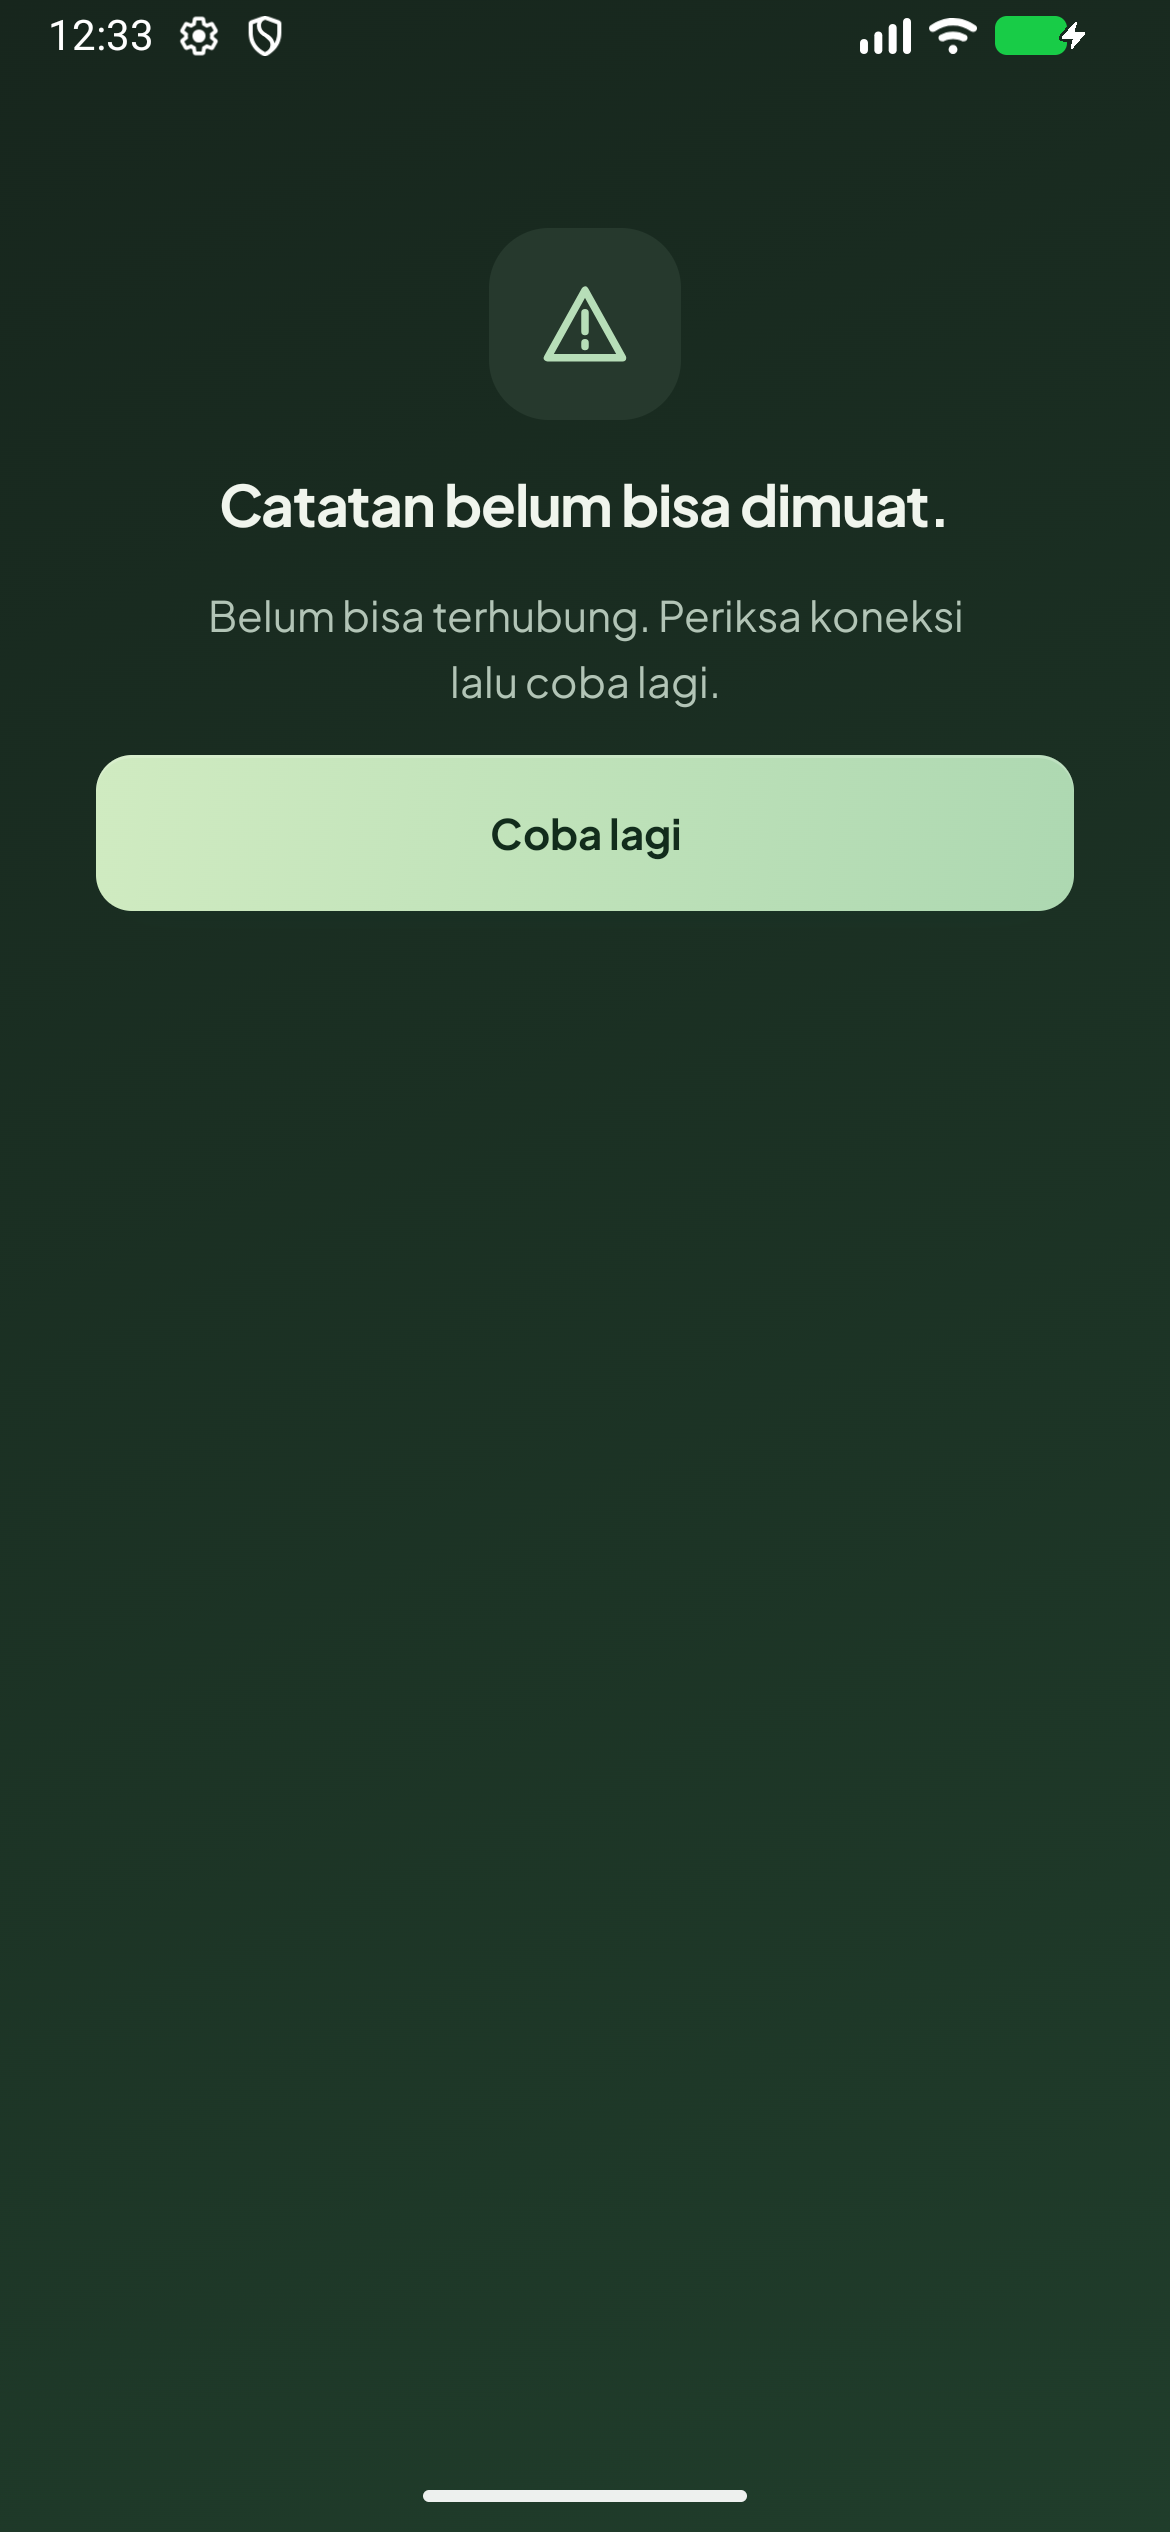 12:33
Catatan belum bisa dimuat.
Belum bisa terhubung. Periksa koneksi
lalu coba lagi.
Coba lagi